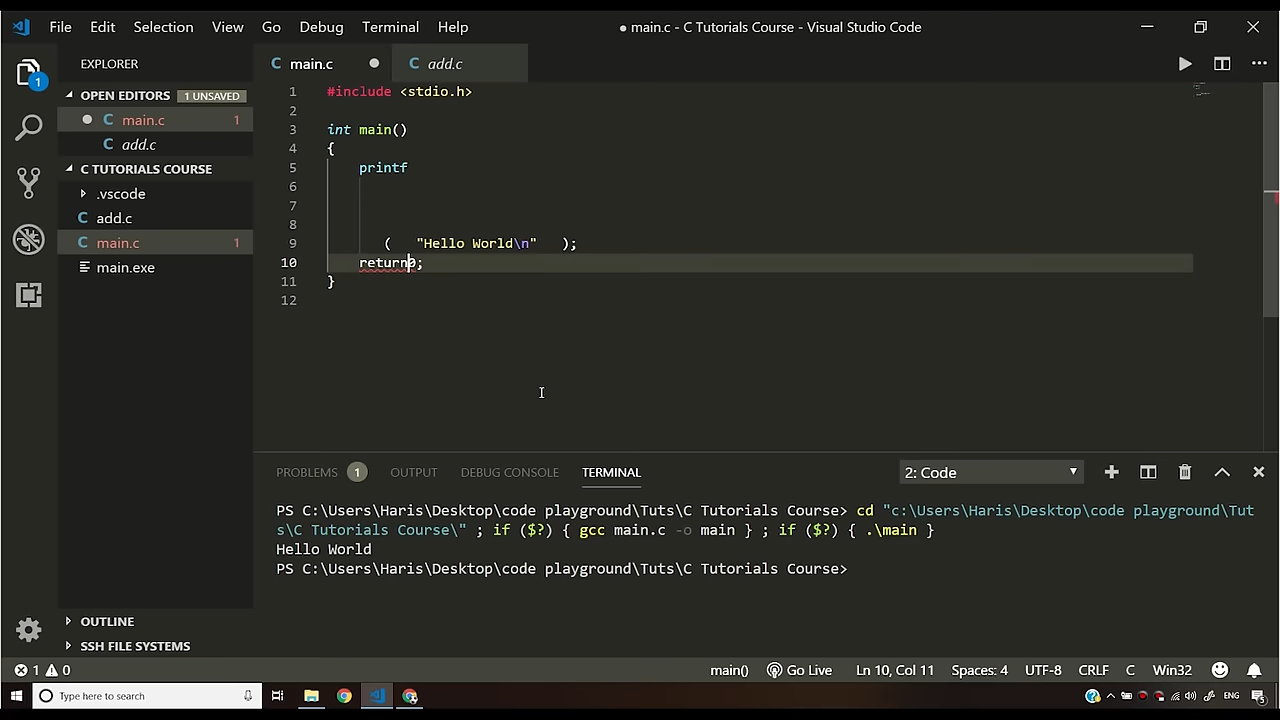 File Edit Selection View Go Debug Terminal Help ● main.c - C Tutorials Course - Visual Studio Code
EXPLORER
C main.c
C add.c
1
OPEN EDITORS 1 UNSAVED
C main.c 1
C add.c
C TUTORIALS COURSE
.vscode
C add.c
C main.c 1
main.exe
OUTLINE
SSH FILE SYSTEMS
1 #include <stdio.h>
2
3 int main()
4 {
5 printf
6
7
8
9 ( "Hello World\n" );
10 return0;
11 }
12
PROBLEMS 1 OUTPUT DEBUG CONSOLE TERMINAL 2: Code
PS C:\Users\Haris\Desktop\code playground\Tuts\C Tutorials Course> cd "c:\Users\Haris\Desktop\code playground\Tut
s\C Tutorials Course\" ; if ($?) { gcc main.c -o main } ; if ($?) { .\main }
Hello World
PS C:\Users\Haris\Desktop\code playground\Tuts\C Tutorials Course>
1 0 main() Go Live Ln 10, Col 11 Spaces: 4 UTF-8 CRLF C Win32
Type here to search ENG 5